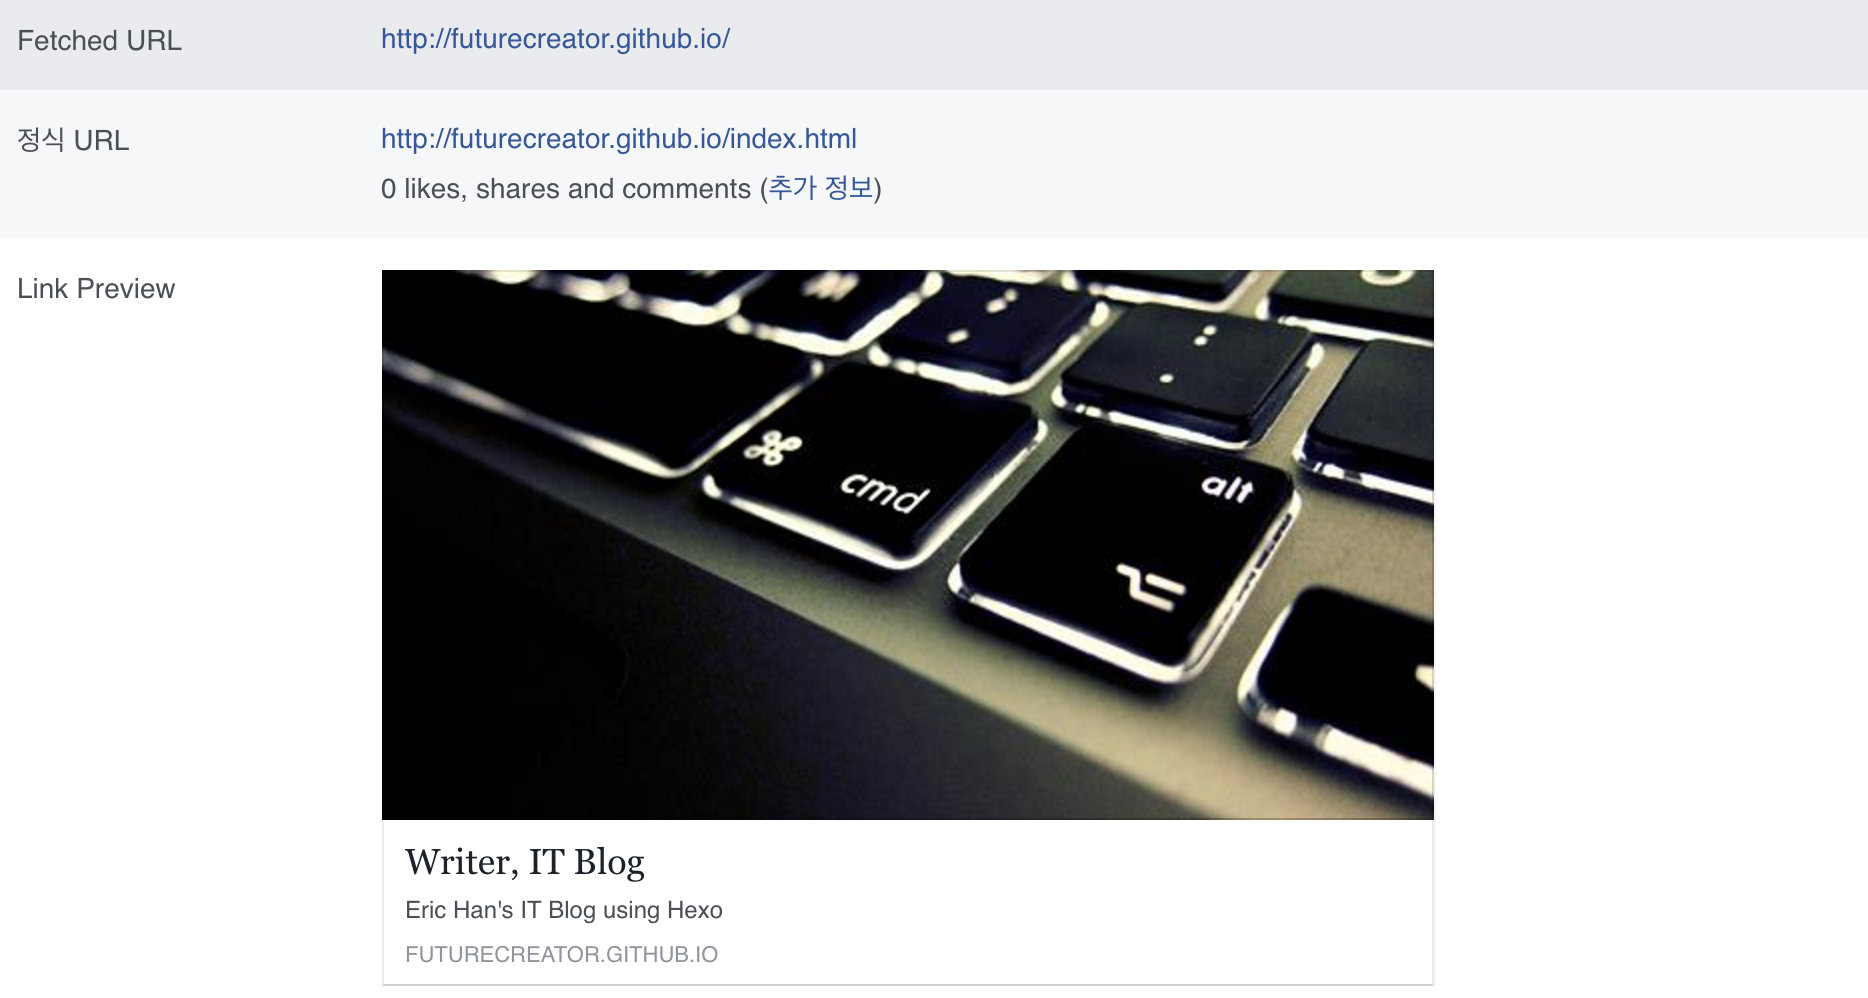 Fetched URL
http://futurecreator.github.io/
정식 URL
http://futurecreator.github.io/index.html
0 likes, shares and comments (추가 정보)
Link Preview
⌘
cmd
alt
⌥
Writer, IT Blog
Eric Han's IT Blog using Hexo
FUTURECREATOR.GITHUB.IO